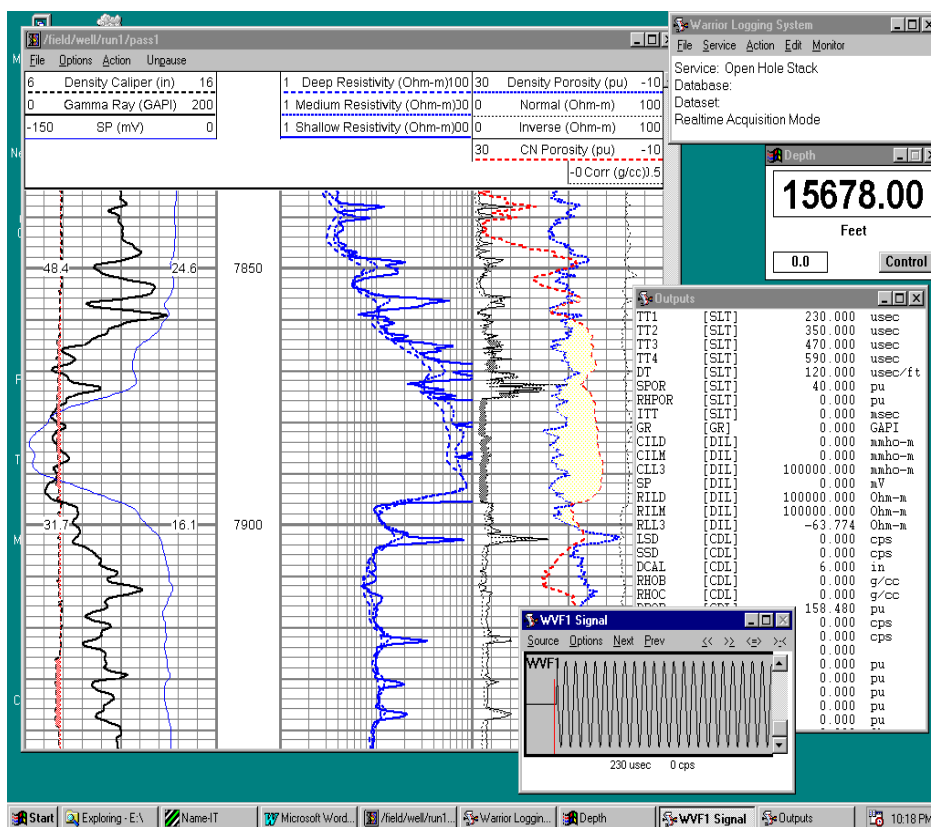 /field/well/run1/pass1
File Options Action Unpause
6 Density Caliper (in) 16
0 Gamma Ray (GAPI) 200
-150 SP (mV) 0
1 Deep Resistivity (Ohm-m)100
1 Medium Resistivity (Ohm-m)00
1 Shallow Resistivity (Ohm-m)00
30 Density Porosity (pu) -10
0 Normal (Ohm-m) 100
0 Inverse (Ohm-m) 100
30 CN Porosity (pu) -10
-0Corr (g/cc)0.5
48.4 24.6 7850
31.7 16.1 7900
Warrior Logging System
File Service Action Edit Monitor
Service: Open Hole Stack
Database:
Dataset:
Realtime Acquisition Mode
Depth
15678.00
Feet
0.0 Control
Outputs
TT1 [SLT] 230.000 usec
TT2 [SLT] 350.000 usec
TT3 [SLT] 470.000 usec
TT4 [SLT] 590.000 usec
DT [SLT] 120.000 usec/ft
SPOR [SLT] 40.000 pu
RHPOR [SLT] 0.000 pu
ITT [SLT] 0.000 msec
GR [GR] 0.000 GAPI
CILD [DIL] 0.000 mmho-m
CILM [DIL] 0.000 mmho-m
CLL3 [DIL] 100000.000 mmho-m
SP [DIL] 0.000 mV
RILD [DIL] 100000.000 Ohm-m
RILM [DIL] 100000.000 Ohm-m
RLL3 [DIL] -63.774 Ohm-m
LSD [CDL] 0.000 cps
SSD [CDL] 0.000 cps
DCAL [CDL] 6.000 in
RHOB [CDL] 0.000 g/cc
RHOC [CDL] 0.000 g/cc
158.480 pu
0.000 cps
0.000 cps
0.000
0.000 pu
0.000 pu
0.000 pu
0.000 pu
WVF1 Signal
Source Options Next Prev << >> <=> >-<
WVF1
230 usec 0 cps
Start Exploring - E:\ Name-IT Microsoft Word... /field/well/run1... Warrior Loggin... Depth WVF1 Signal Outputs 10:18 PM